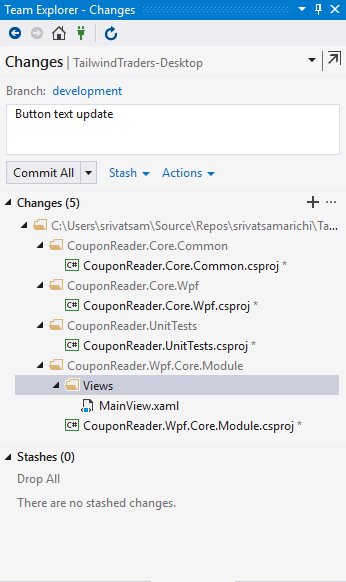 Team Explorer - Changes
Changes | TailwindTraders-Desktop
Branch: development
Button text update
Commit All Stash Actions
Changes (5)
C:\Users\srivatsam\Source\Repos\srivatsamarichi\Ta...
CouponReader.Core.Common
C# CouponReader.Core.Common.csproj *
CouponReader.Core.Wpf
C# CouponReader.Core.Wpf.csproj *
CouponReader.UnitTests
C# CouponReader.UnitTests.csproj *
CouponReader.Wpf.Core.Module
Views
MainView.xaml
C# CouponReader.Wpf.Core.Module.csproj *
Stashes (0)
Drop All
There are no stashed changes.